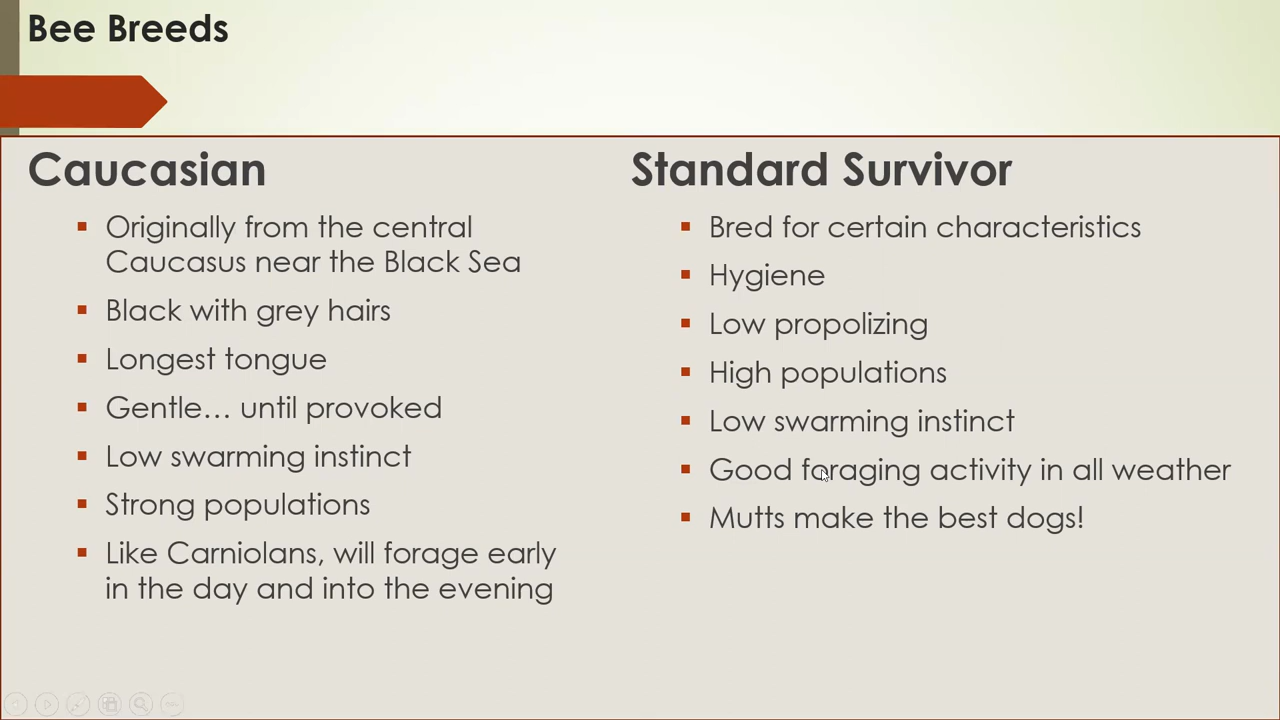 Bee Breeds
Caucasian
Originally from the central
Caucasus near the Black Sea
Black with grey hairs
Longest tongue
Gentle… until provoked
Low swarming instinct
Strong populations
Like Carniolans, will forage early
in the day and into the evening
Standard Survivor
Bred for certain characteristics
Hygiene
Low propolizing
High populations
Low swarming instinct
Good foraging activity in all weather
Mutts make the best dogs!